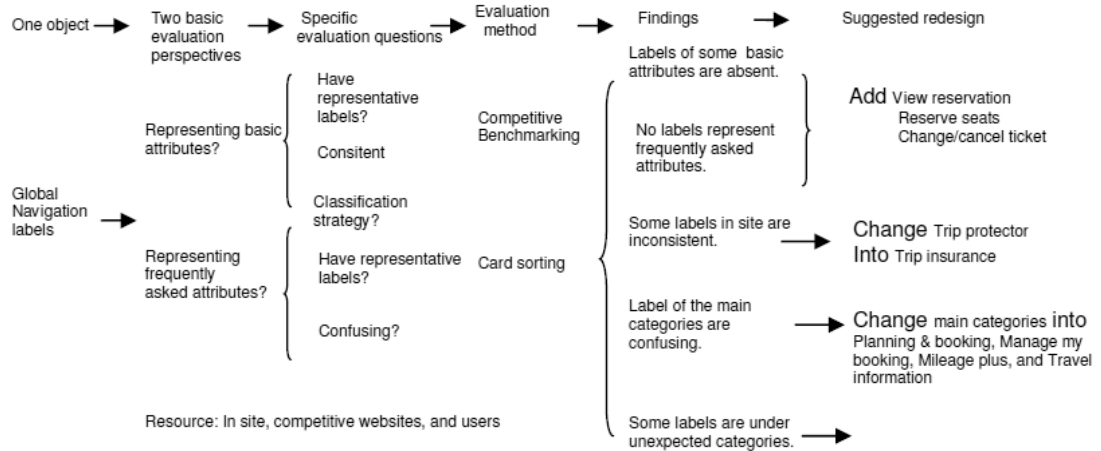 One object
Two basic
evaluation
perspectives
Specific
evaluation questions
Evaluation
method
Findings
Suggested redesign
Global
Navigation
labels
Representing basic
attributes?
Representing
frequently
asked attributes?
Have
representative
labels?
Consitent
Classification
strategy?
Have representative
labels?
Confusing?
Competitive
Benchmarking
Card sorting
Labels of some basic
attributes are absent.
No labels represent
frequently asked
attributes.
Some labels in site are
inconsistent.
Label of the main
categories are
confusing.
Some labels are under
unexpected categories.
Add View reservation
Reserve seats
Change/cancel ticket
Change Trip protector
Into Trip insurance
Change main categories into
Planning & booking, Manage my
booking, Mileage plus, and Travel
information
Resource: In site, competitive websites, and users